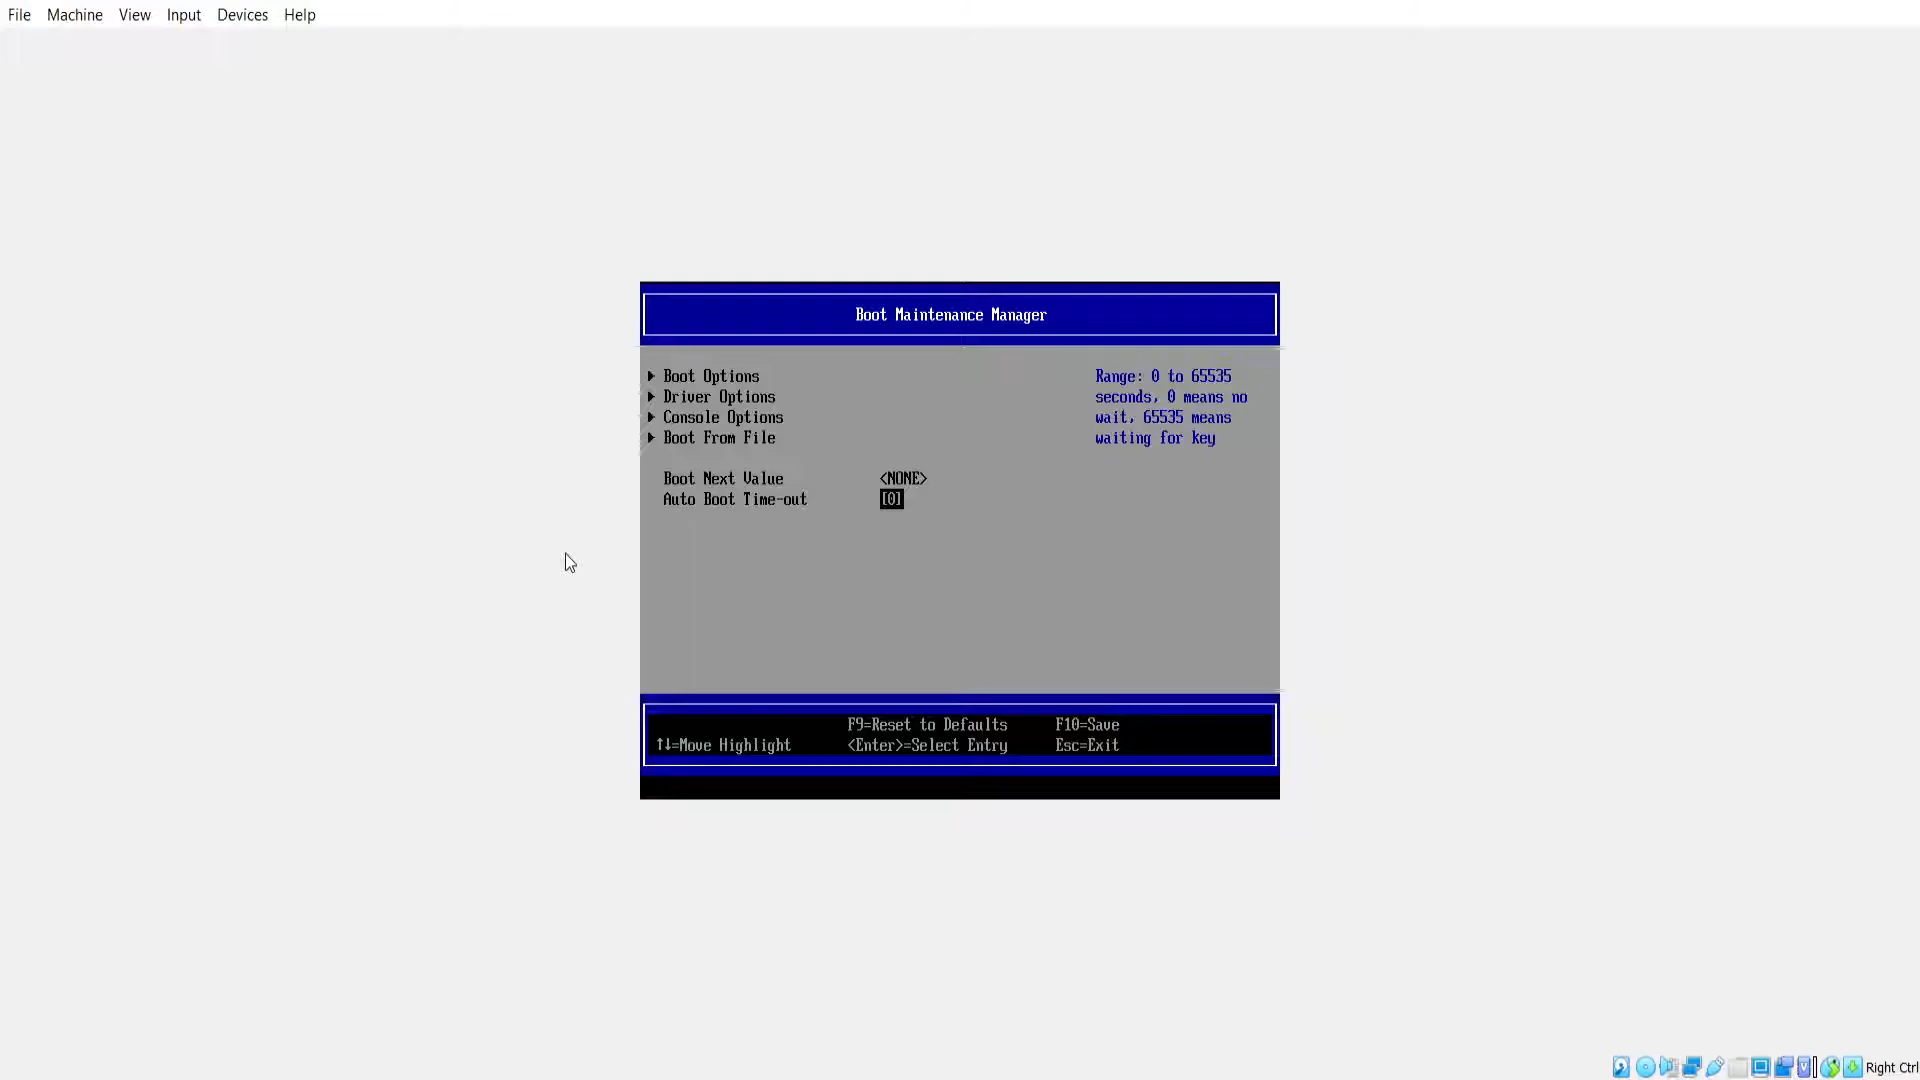 File Machine View Input Devices Help
Boot Maintenance Manager
Boot Options
Driver Options
Console Options
Boot From File
Boot Next Value <NONE>
Auto Boot Time-out [0]
Range: 0 to 65535
seconds, 0 means no
wait, 65535 means
waiting for key
F9=Reset to Defaults F10=Save
↑↓=Move Highlight <Enter>=Select Entry Esc=Exit
Right Ctrl